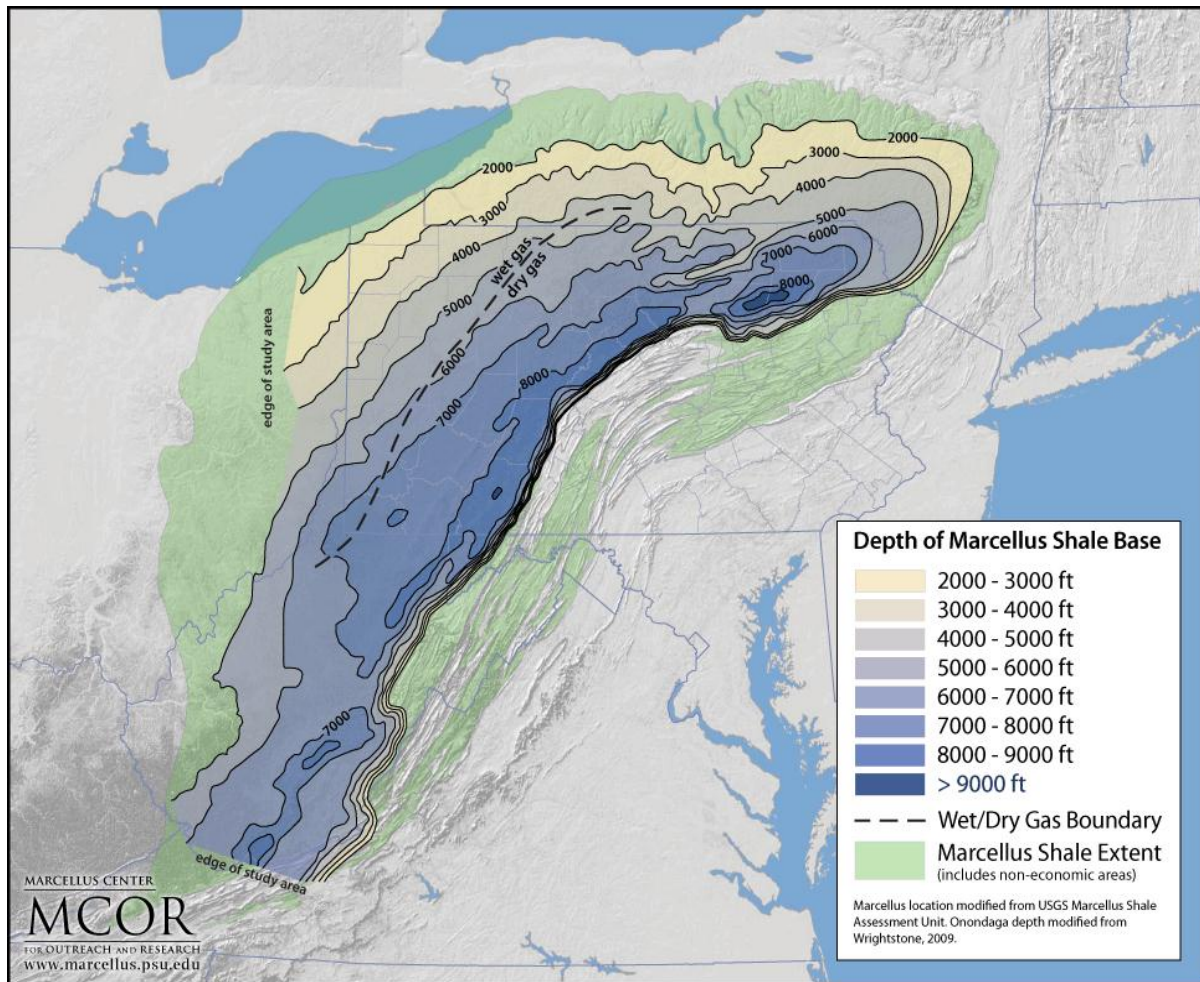 2000
3000
4000
5000
6000
7000
8000
2000
3000
4000
5000
6000
7000
8000
7000
wet gas
dry gas
edge of study area
edge of study area
Depth of Marcellus Shale Base
2000 - 3000 ft
3000 - 4000 ft
4000 - 5000 ft
5000 - 6000 ft
6000 - 7000 ft
7000 - 8000 ft
8000 - 9000 ft
> 9000 ft
Wet/Dry Gas Boundary
Marcellus Shale Extent
(includes non-economic areas)
Marcellus location modified from USGS Marcellus Shale
Assessment Unit. Onondaga depth modified from
Wrightstone, 2009.
MARCELLUS CENTER
MCOR
FOR OUTREACH AND RESEARCH
www.marcellus.psu.edu